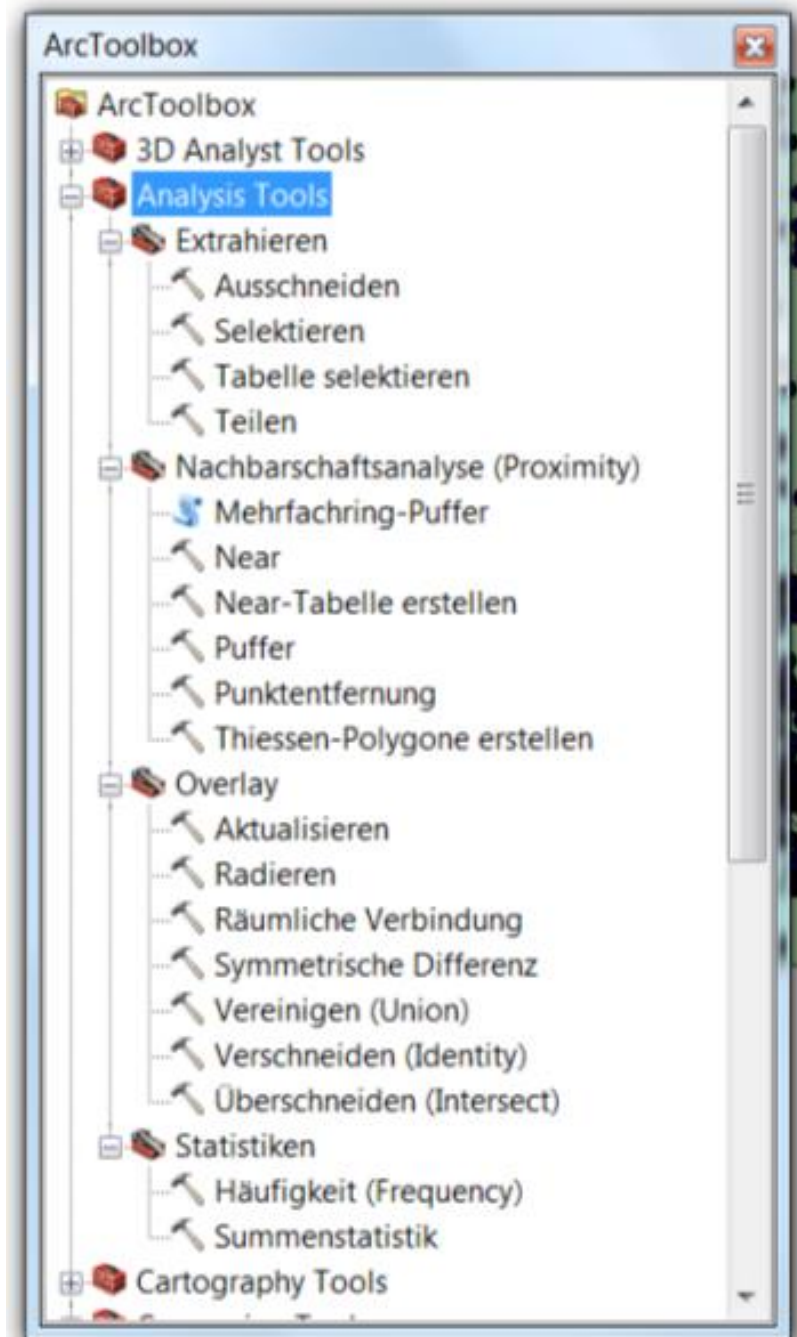 ArcToolbox
ArcToolbox
3D Analyst Tools
Analysis Tools
Extrahieren
Ausschneiden
Selektieren
Tabelle selektieren
Teilen
Nachbarschaftsanalyse (Proximity)
Mehrfachring-Puffer
Near
Near-Tabelle erstellen
Puffer
Punktentfernung
Thiessen-Polygone erstellen
Overlay
Aktualisieren
Radieren
Räumliche Verbindung
Symmetrische Differenz
Vereinigen (Union)
Verschneiden (Identity)
Überschneiden (Intersect)
Statistiken
Häufigkeit (Frequency)
Summenstatistik
Cartography Tools